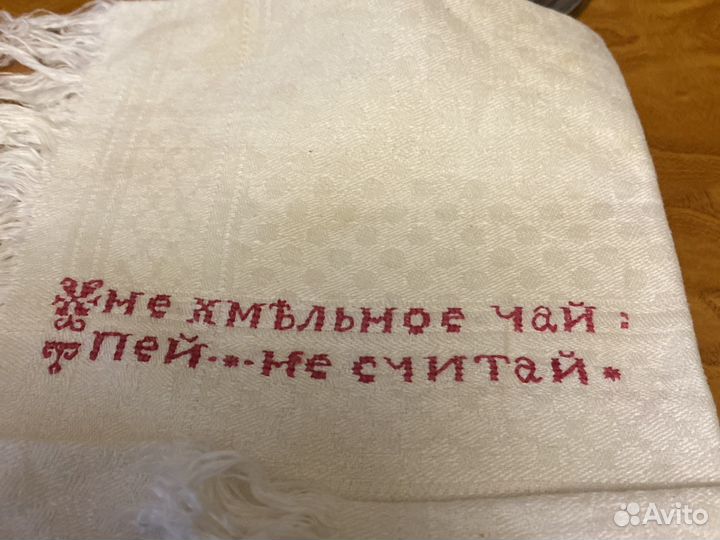 не хмѣльное чай:
пей...не считай.
Avito